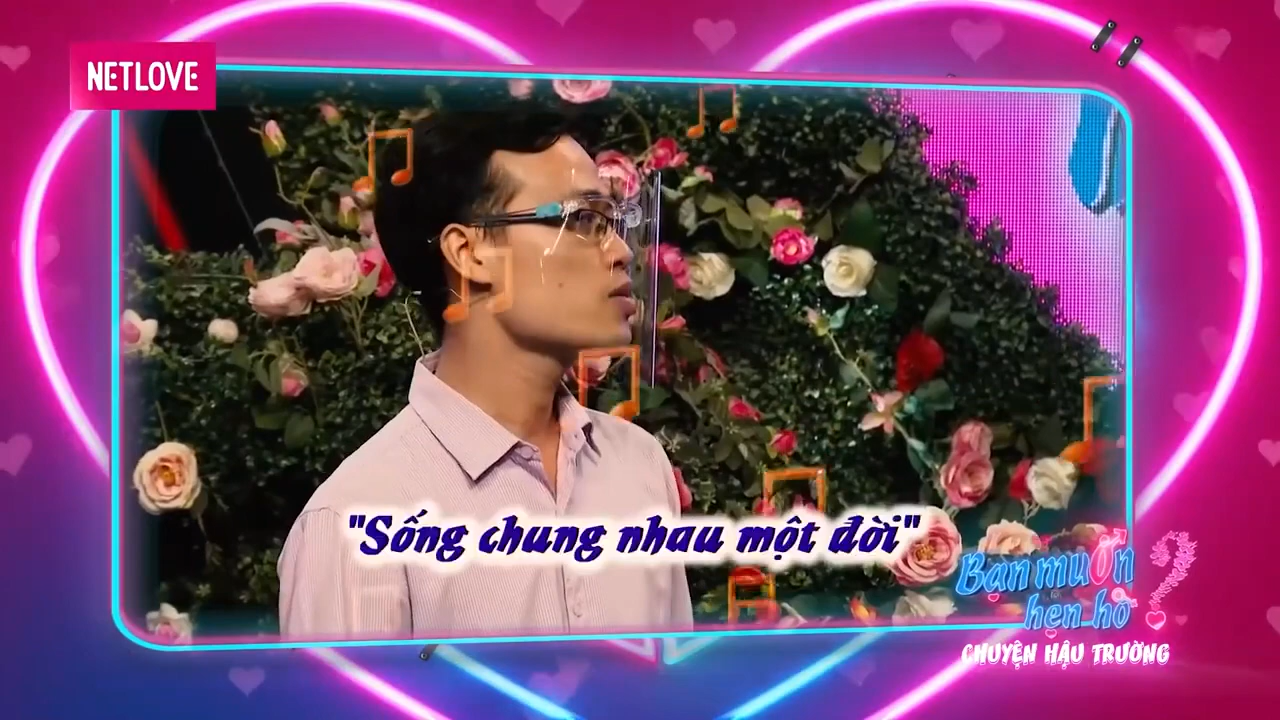 NETLOVE
"Sống chung nhau một đời"
Bạn muốn
hẹn hò?
CHUYỆN HẬU TRƯỜNG